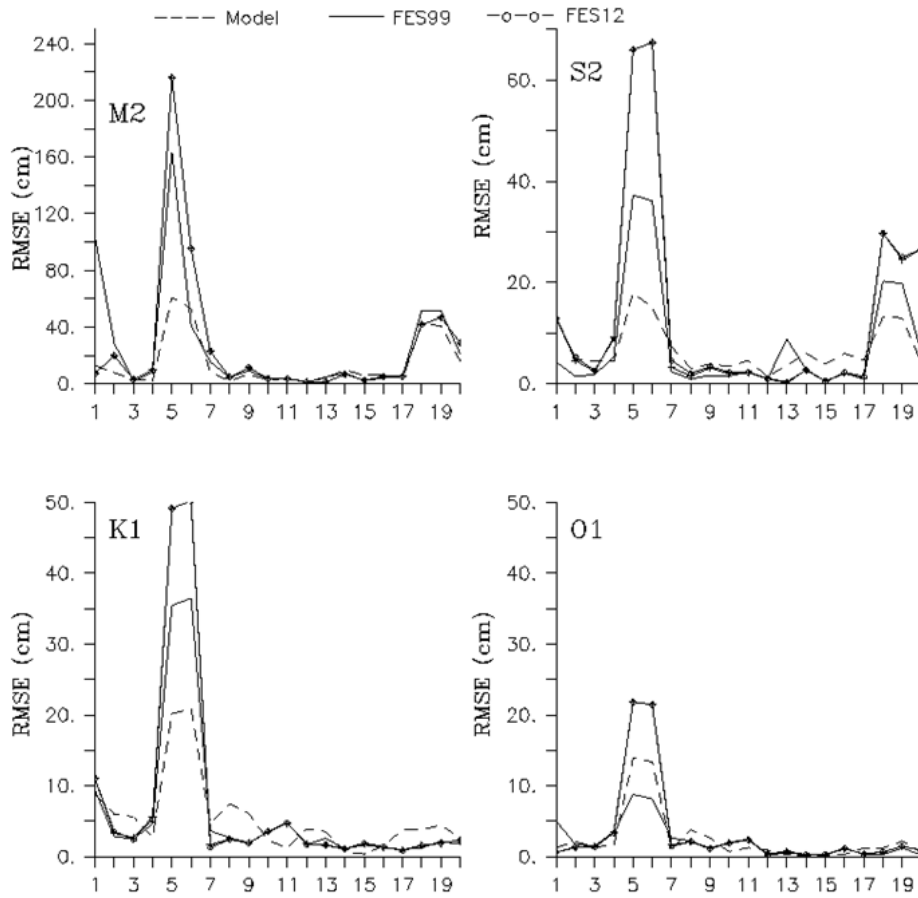 Model FES99 FES12
M2
RMSE (cm)
240.
200.
160.
120.
80.
40.
0.
1 3 5 7 9 11 13 15 17 19
S2
RMSE (cm)
60.
40.
20.
0.
1 3 5 7 9 11 13 15 17 19
K1
RMSE (cm)
50.
40.
30.
20.
10.
0.
1 3 5 7 9 11 13 15 17 19
O1
RMSE (cm)
50.
40.
30.
20.
10.
0.
1 3 5 7 9 11 13 15 17 19